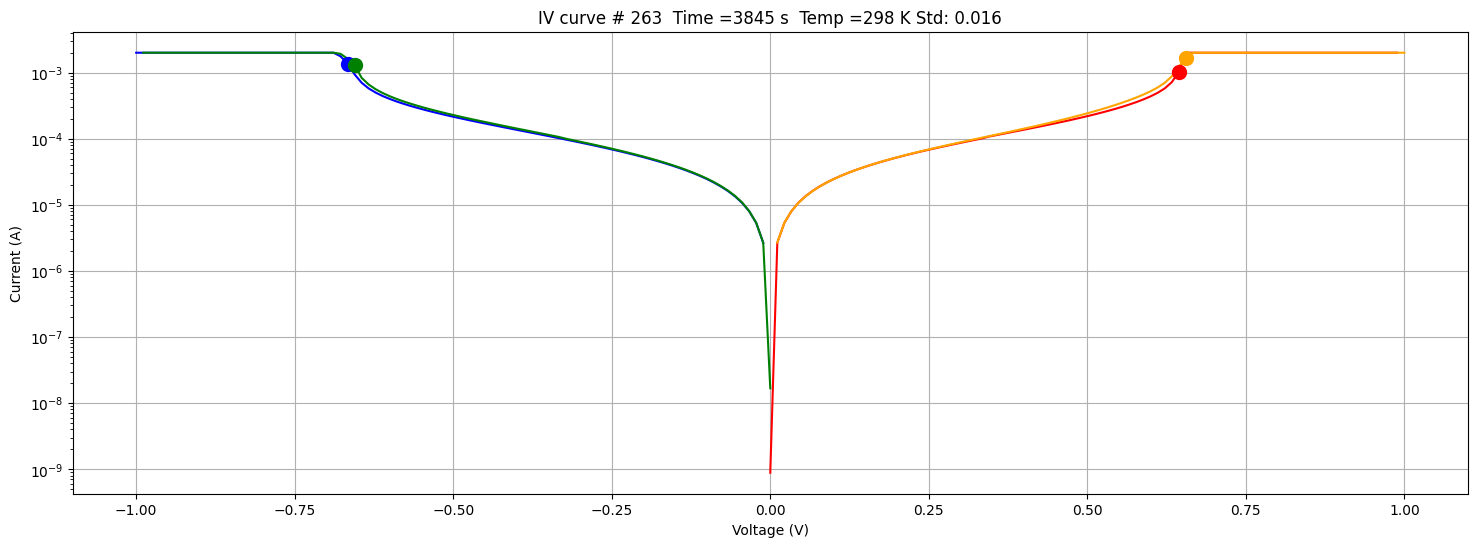 IV curve # 263  Time =3845 s  Temp =298 K Std: 0.016
Current (A)
10⁻³
10⁻⁴
10⁻⁵
10⁻⁶
10⁻⁷
10⁻⁸
10⁻⁹
−1.00 −0.75 −0.50 −0.25 0.00 0.25 0.50 0.75 1.00
Voltage (V)